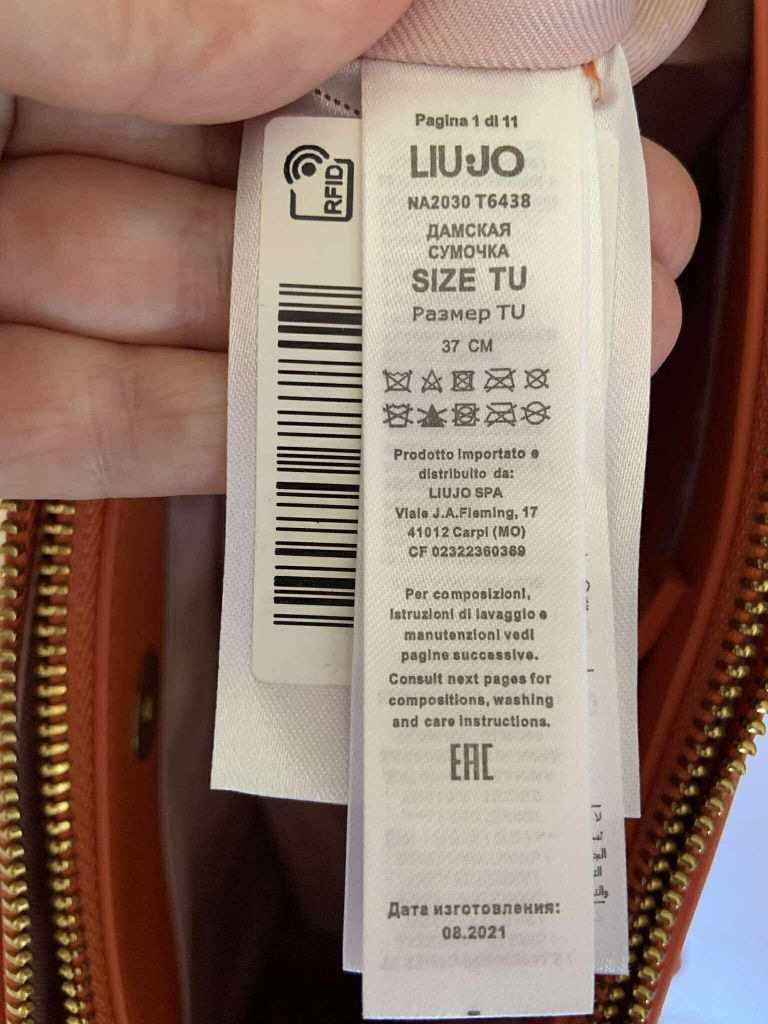 Pagina 1 di 11
LIU·JO
RFID
NA2030 T6438
ДАМСКАЯ
СУМОЧКА
SIZE TU
Размер TU
37 CM
Prodotto importato e
distribuito da:
LIUJO SPA
Viale J.A.Fleming, 17
41012 Carpi (MO)
CF 02322360369
Per composizioni,
istruzioni di lavaggio e
manutenzioni vedi
pagine successive.
Consult next pages for
compositions, washing
and care instructions.
EAC
Дата изготовления:
08.2021